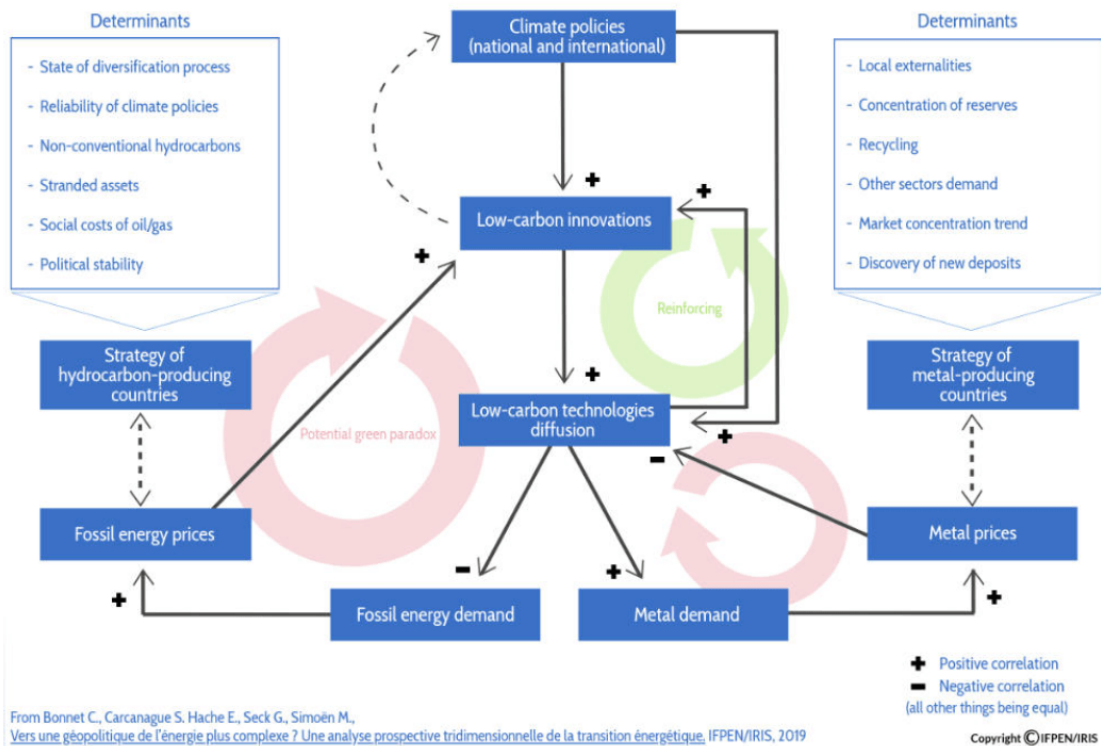 Determinants
- State of diversification process
- Reliability of climate policies
- Non-conventional hydrocarbons
- Stranded assets
- Social costs of oil/gas
- Political stability
Strategy of
hydrocarbon-producing
countries
Fossil energy prices
Potential green paradox
Climate policies
(national and international)
+
+
Low-carbon innovations
+
Reinforcing
+
Low-carbon technologies
diffusion
+
-
-
+
+
Fossil energy demand
Metal demand
+
Determinants
- Local externalities
- Concentration of reserves
- Recycling
- Other sectors demand
- Market concentration trend
- Discovery of new deposits
Strategy of
metal-producing
countries
Metal prices
+ Positive correlation
- Negative correlation
(all other things being equal)
From Bonnet C., Carcanague S. Hache E., Seck G., Simoën M.,
Vers une géopolitique de l'énergie plus complexe ? Une analyse prospective tridimensionnelle de la transition énergétique. IFPEN/IRIS, 2019
Copyright ©IFPEN/IRIS